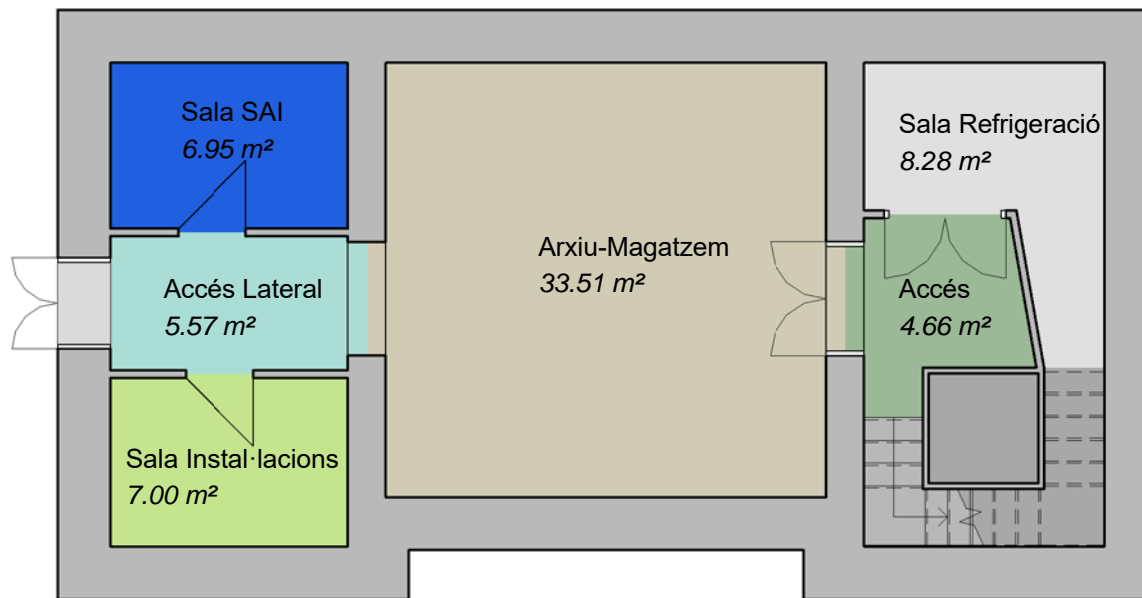 Sala SAI
6.95 m²
Sala Refrigeració
8.28 m²
Arxiu-Magatzem
33.51 m²
Accés Lateral
5.57 m²
Accés
4.66 m²
Sala Instal·lacions
7.00 m²